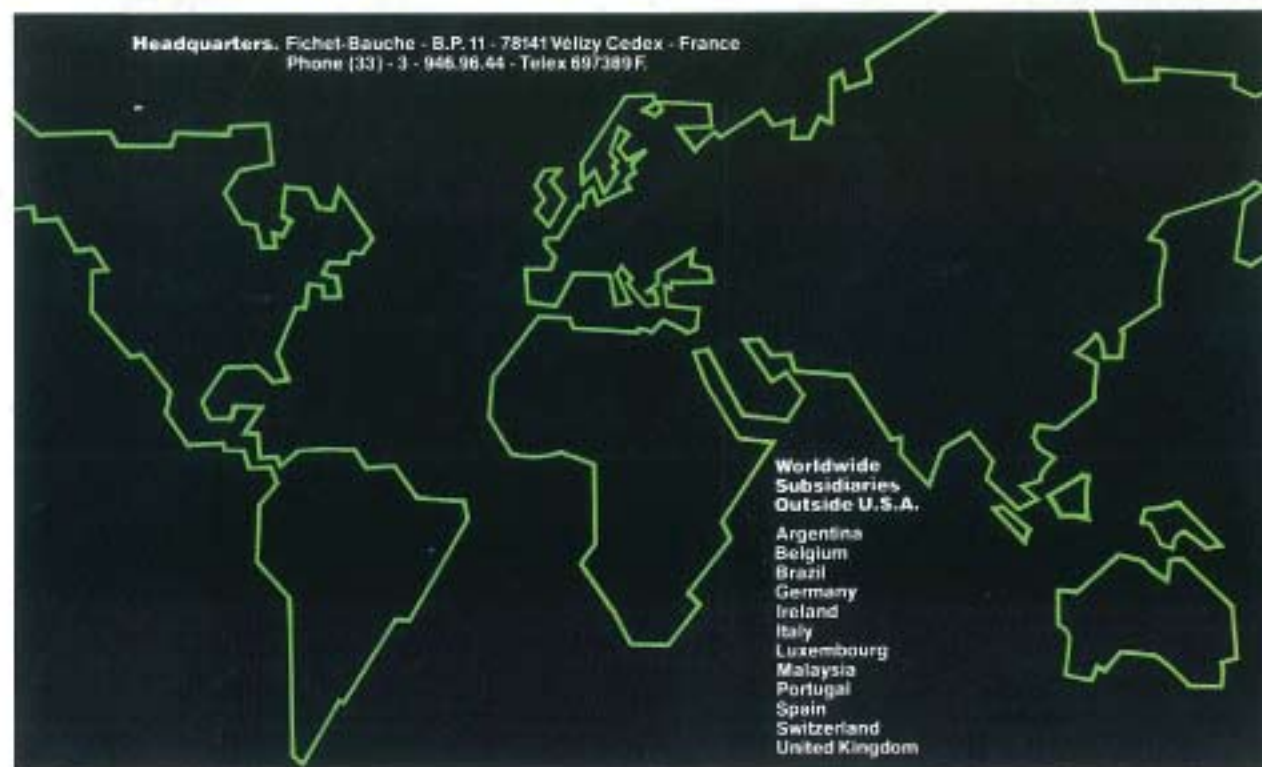 Headquarters. Fichet-Bauche - B.P. 11 - 78141 Vélizy Cedex - France
Phone (33) - 3 - 946.96.44 - Telex 697389 F.
Worldwide
Subsidiaries
Outside U.S.A.
Argentina
Belgium
Brazil
Germany
Ireland
Italy
Luxembourg
Malaysia
Portugal
Spain
Switzerland
United Kingdom